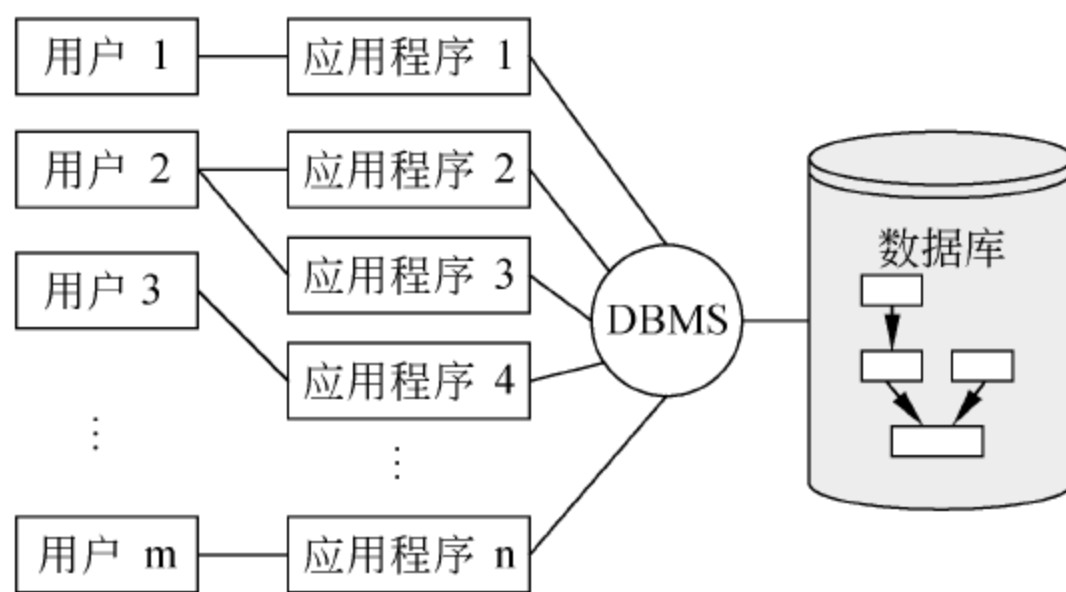 用户 1
应用程序 1
用户 2
应用程序 2
用户 3
应用程序 3
应用程序 4
⋮
⋮
用户 m
应用程序 n
DBMS
数据库